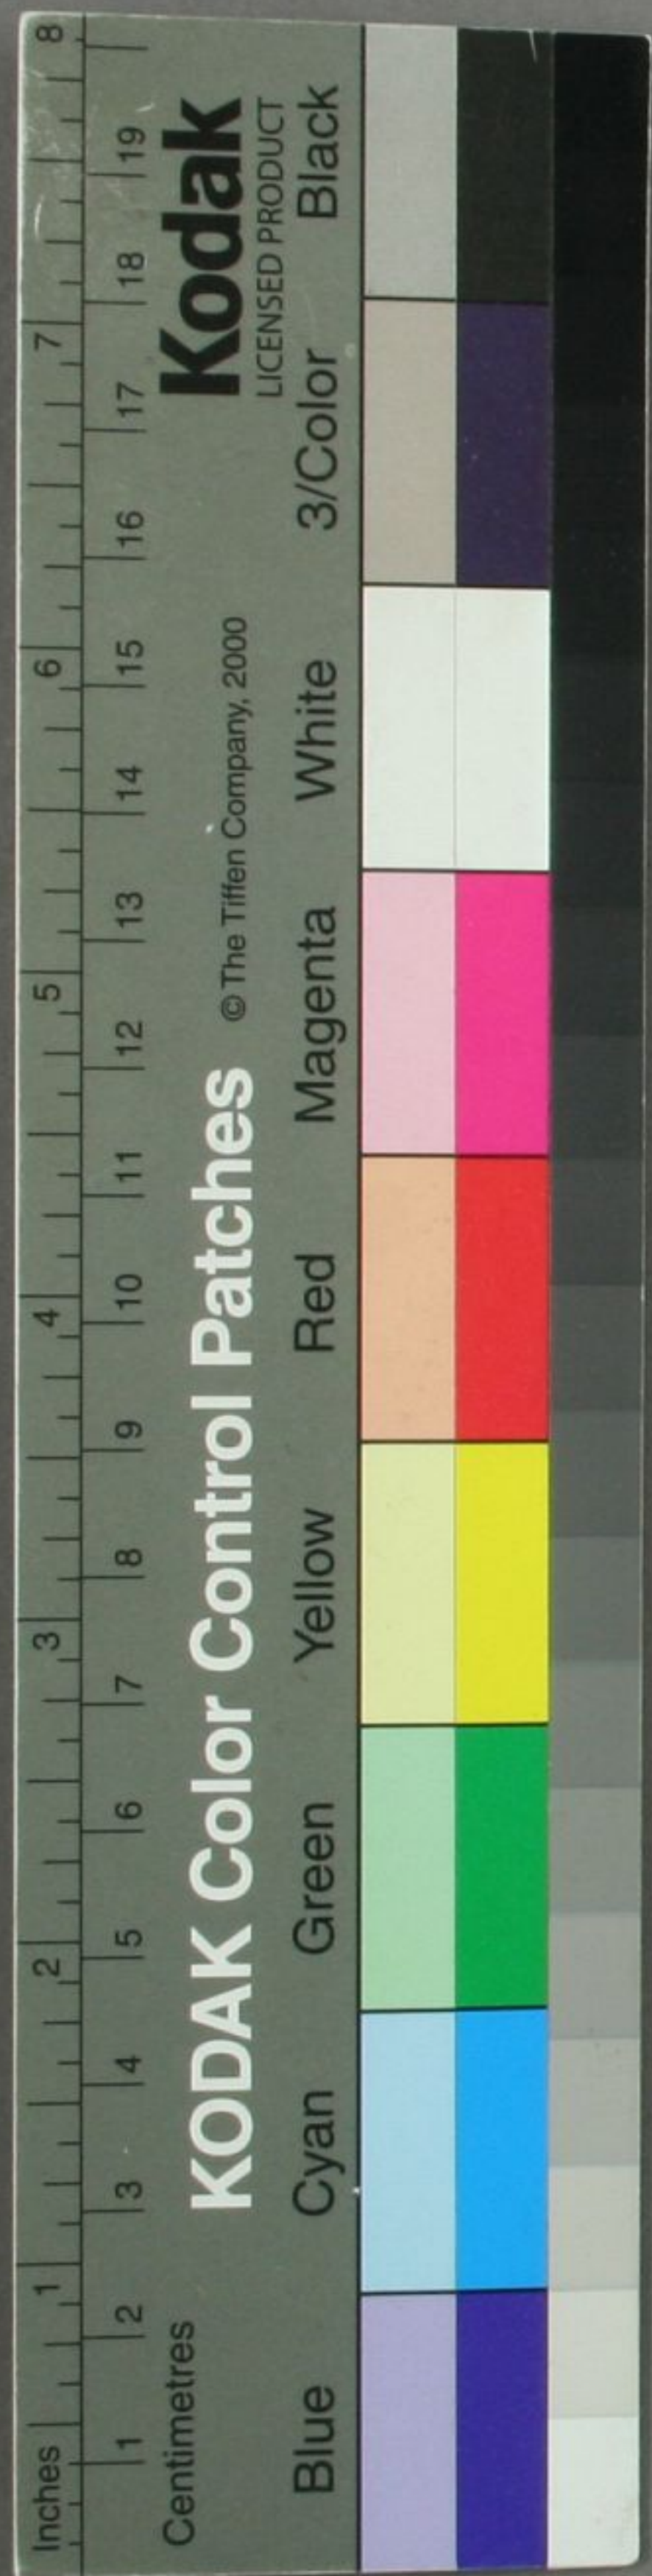 Inches 1 2 3 4 5 6 7 8
1 2 3 4 5 6 7 8 9 10 11 12 13 14 15 16 17 18 19
Centimetres
KODAK Color Control Patches © The Tiffen Company, 2000 Kodak
LICENSED PRODUCT
Blue Cyan Green Yellow Red Magenta White 3/Color Black